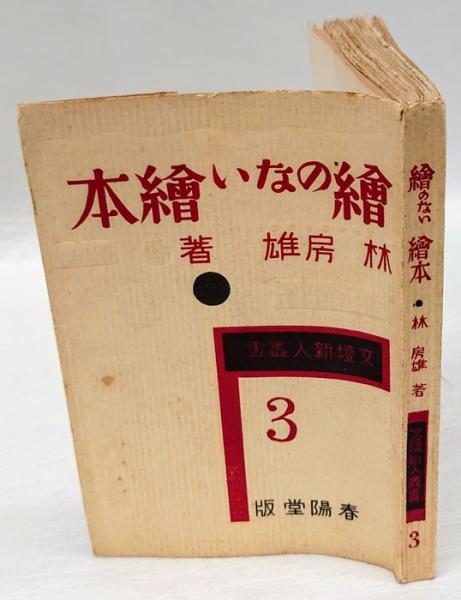 繪のない繪本
林房雄著
文壇新人叢書
3
春陽堂版
繪のない
繪本
・林房雄著
文壇新人叢書
3